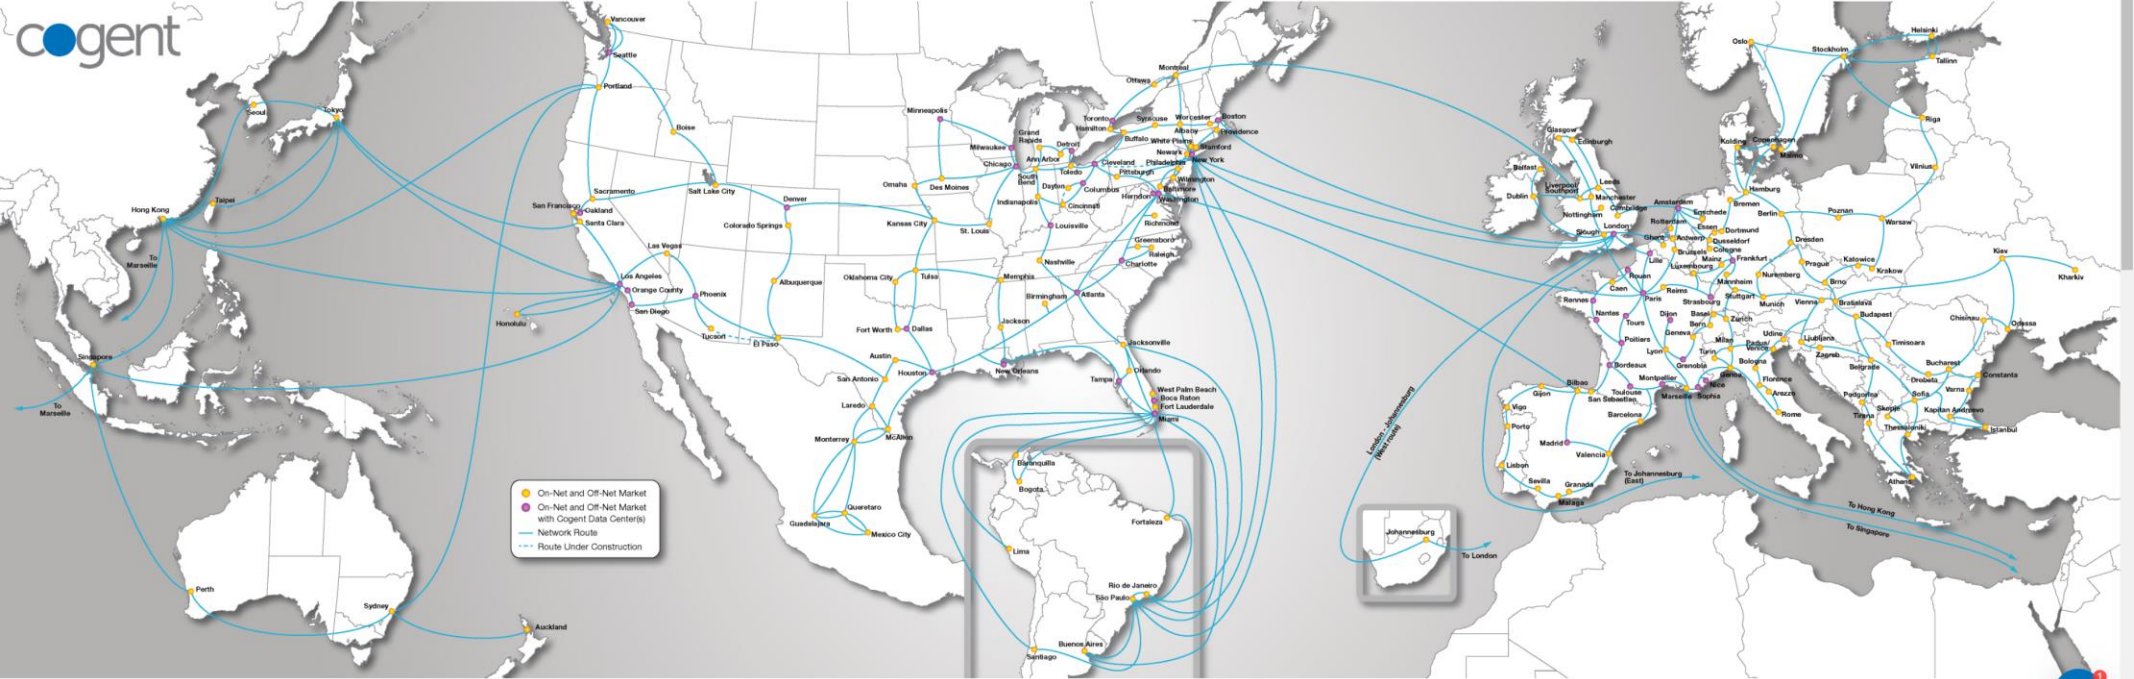 cogent
Vancouver
Seattle
Portland
Boise
Salt Lake City
Sacramento
San Francisco
Oakland
Santa Clara
Las Vegas
Los Angeles
Orange County
San Diego
Phoenix
Tucson
El Paso
Honolulu
Denver
Colorado Springs
Albuquerque
Minneapolis
Omaha
Des Moines
Kansas City
St. Louis
Oklahoma City
Tulsa
Fort Worth
Dallas
Austin
San Antonio
Houston
Laredo
McAllen
Monterrey
Guadalajara
Queretaro
Mexico City
Milwaukee
Chicago
Grand
Rapids
Ann Arbor
Detroit
Toledo
South
Bend
Cleveland
Dayton
Columbus
Indianapolis
Cincinnati
Louisville
Nashville
Memphis
Birmingham
Jackson
New Orleans
Atlanta
Charlotte
Greensboro
Raleigh
Richmond
Herndon
Washington
Baltimore
Wilmington
Pittsburgh
Philadelphia
Newark
New York
White Plains
Stamford
Providence
Boston
Worcester
Albany
Syracuse
Buffalo
Hamilton
Toronto
Ottawa
Montreal
Jacksonville
Orlando
Tampa
West Palm Beach
Boca Raton
Fort Lauderdale
Miami
Seoul
Tokyo
Taipei
Hong Kong
To
Marseille
Singapore
To
Marseille
Perth
Sydney
Auckland
On-Net and Off-Net Market
On-Net and Off-Net Market
with Cogent Data Center(s)
Network Route
Route Under Construction
Baranquilla
Bogota
Lima
Fortaleza
Rio de Janeiro
São Paulo
Buenos Aires
Santiago
London - Johannesburg
(West route)
Johannesburg
To London
Oslo
Stockholm
Helsinki
Tallinn
Riga
Vilnius
Kolding
Copenhagen
Malmo
Glasgow
Edinburgh
Belfast
Dublin
Liverpool
Southport
Leeds
Manchester
Nottingham
Cambridge
Slough
London
Amsterdam
Rotterdam
Enschede
Essen
Dortmund
Dusseldorf
Cologne
Ghent
Antwerp
Brussels
Lille
Luxembourg
Mainz
Frankfurt
Mannheim
Hamburg
Bremen
Berlin
Poznan
Warsaw
Dresden
Prague
Katowice
Krakow
Nuremberg
Brno
Kiev
Kharkiv
Rouen
Caen
Paris
Reims
Strasbourg
Stuttgart
Munich
Vienna
Bratislava
Budapest
Rennes
Nantes
Tours
Dijon
Basel
Bern
Zurich
Geneva
Poitiers
Lyon
Grenoble
Turin
Milan
Padua/
Venice
Udine
Ljubljana
Zagreb
Timisoara
Chisinau
Odessa
Bordeaux
Toulouse
Montpellier
Marseille
Nice
Sophia
Genoa
Bologna
Florence
Arezzo
Rome
Belgrade
Bucharest
Drobeta
Constanta
Varna
Sofia
Podgorica
Skopje
Kapitan Andreevo
Tirana
Thessaloniki
Istanbul
Athens
Gijon
Bilbao
San Sebastian
Vigo
Porto
Barcelona
Madrid
Valencia
Lisbon
Sevilla
Granada
Malaga
To Johannesburg
(East)
To Hong Kong
To Singapore
1